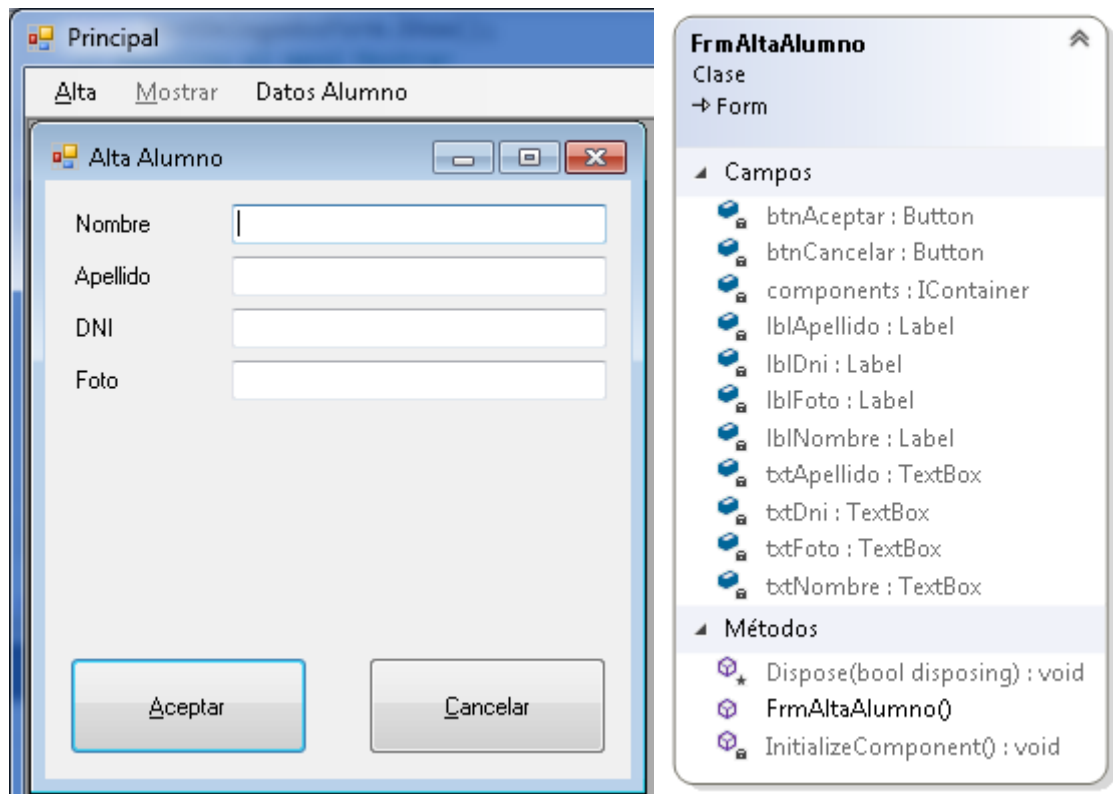 Principal
Alta Mostrar Datos Alumno
Alta Alumno
Nombre
Apellido
DNI
Foto
Aceptar Cancelar
FrmAltaAlumno
Clase
Form
Campos
btnAceptar : Button
btnCancelar : Button
components : IContainer
lblApellido : Label
lblDni : Label
lblFoto : Label
lblNombre : Label
txtApellido : TextBox
txtDni : TextBox
txtFoto : TextBox
txtNombre : TextBox
Métodos
Dispose(bool disposing) : void
FrmAltaAlumno()
InitializeComponent() : void